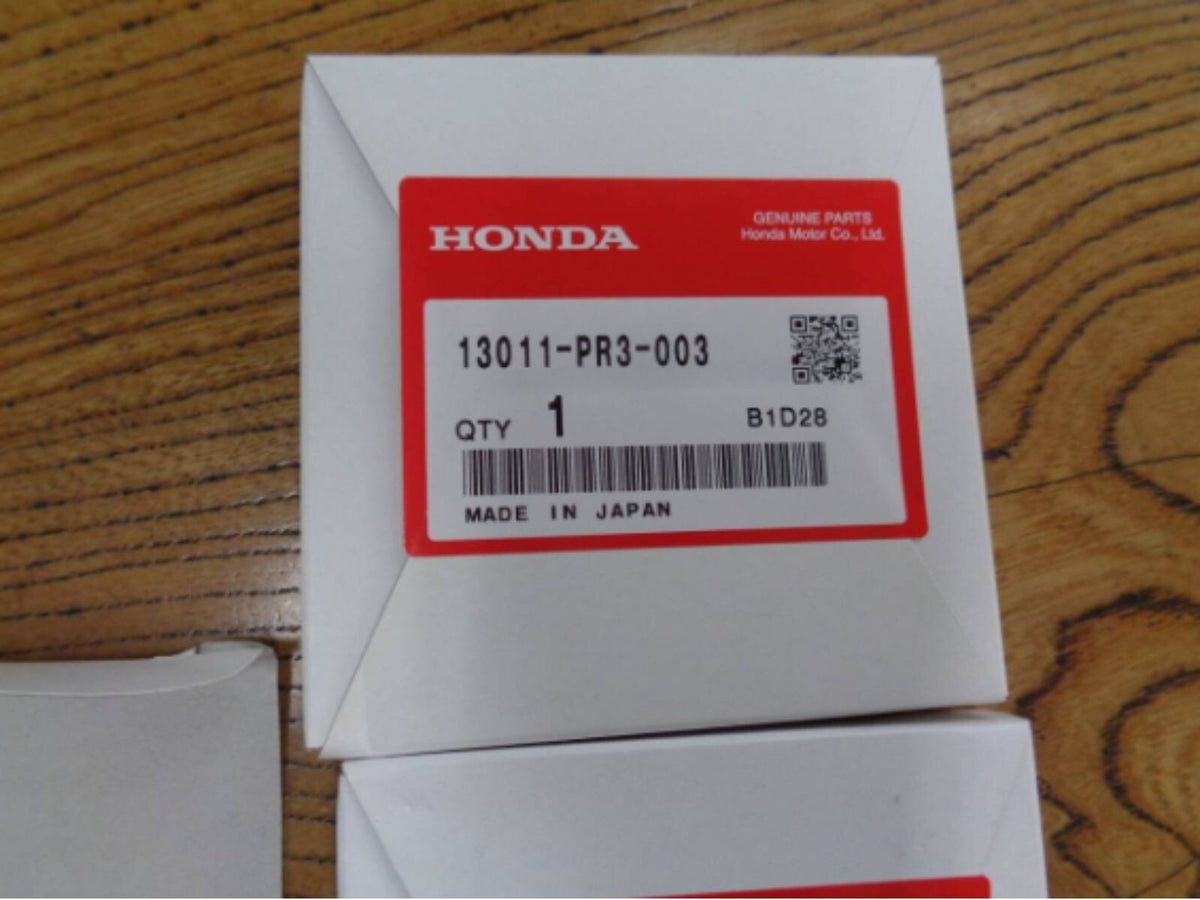 HONDA
GENUINE PARTS
Honda Motor Co., Ltd.
13011-PR3-003
QTY 1
B1D28
MADE IN JAPAN